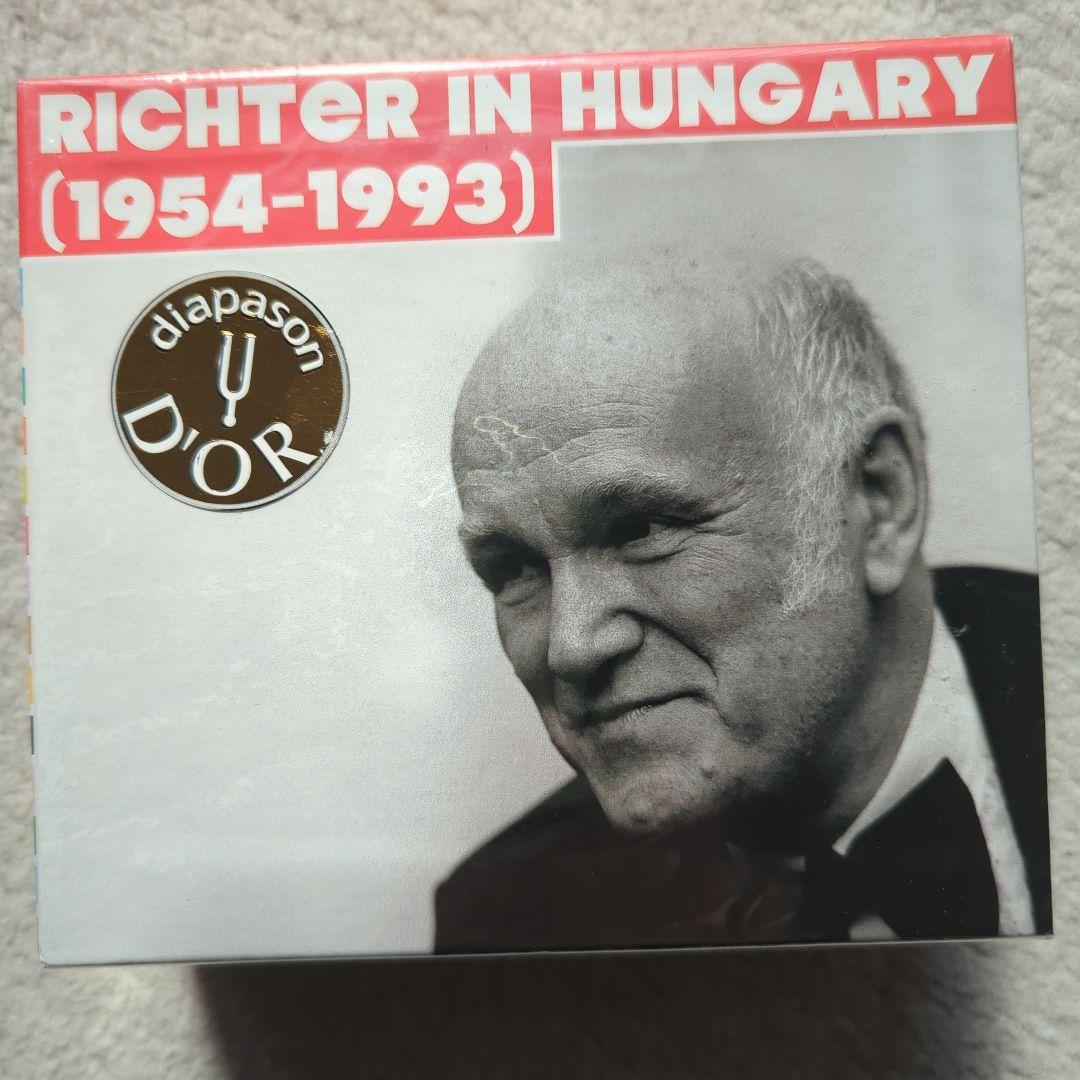 RICHTeR IN HUNGARY
(1954-1993)
diapason
D'OR